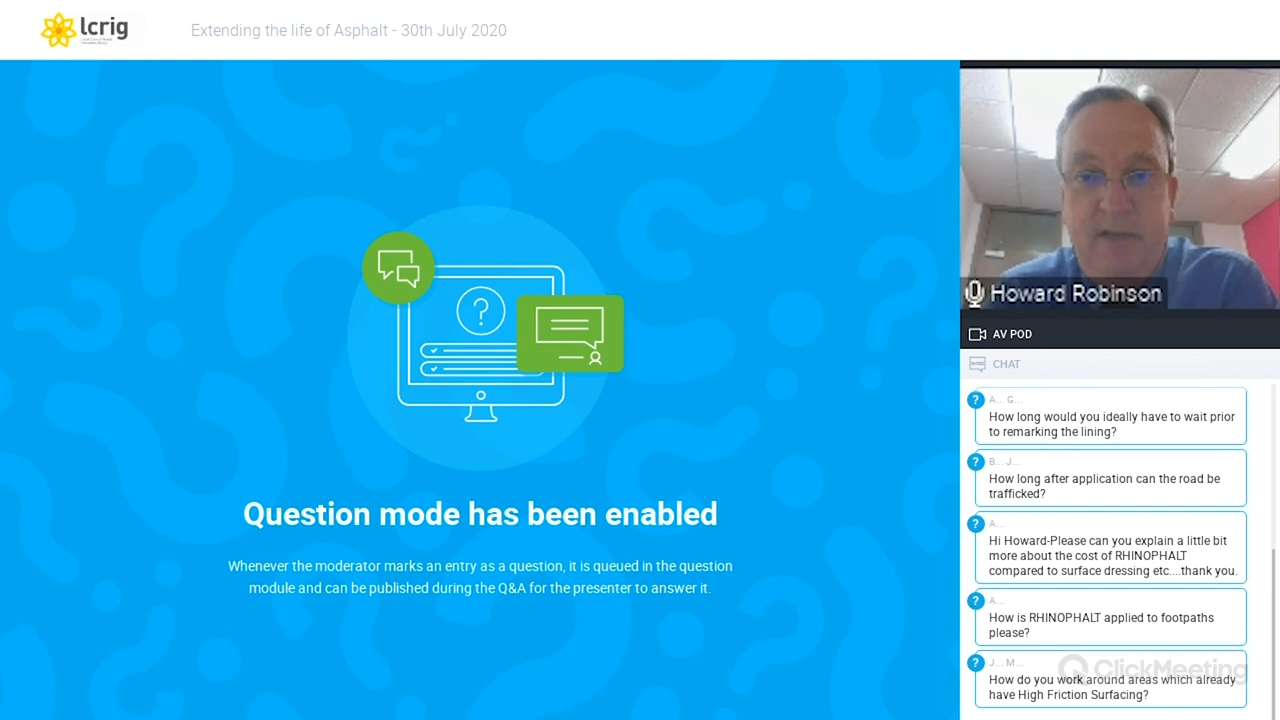 lcrig
Extending the life of Asphalt - 30th July 2020
Howard Robinson
AV POD
CHAT
A... G...
How long would you ideally have to wait prior
to remarking the lining?
B... J...
How long after application can the road be
trafficked?
A...
Hi Howard-Please can you explain a little bit
more about the cost of RHINOPHALT
compared to surface dressing etc....thank you.
A...
How is RHINOPHALT applied to footpaths
please?
J... M...
How do you work around areas which already
have High Friction Surfacing?
ClickMeeting
?
Question mode has been enabled
Whenever the moderator marks an entry as a question, it is queued in the question
module and can be published during the Q&A for the presenter to answer it.